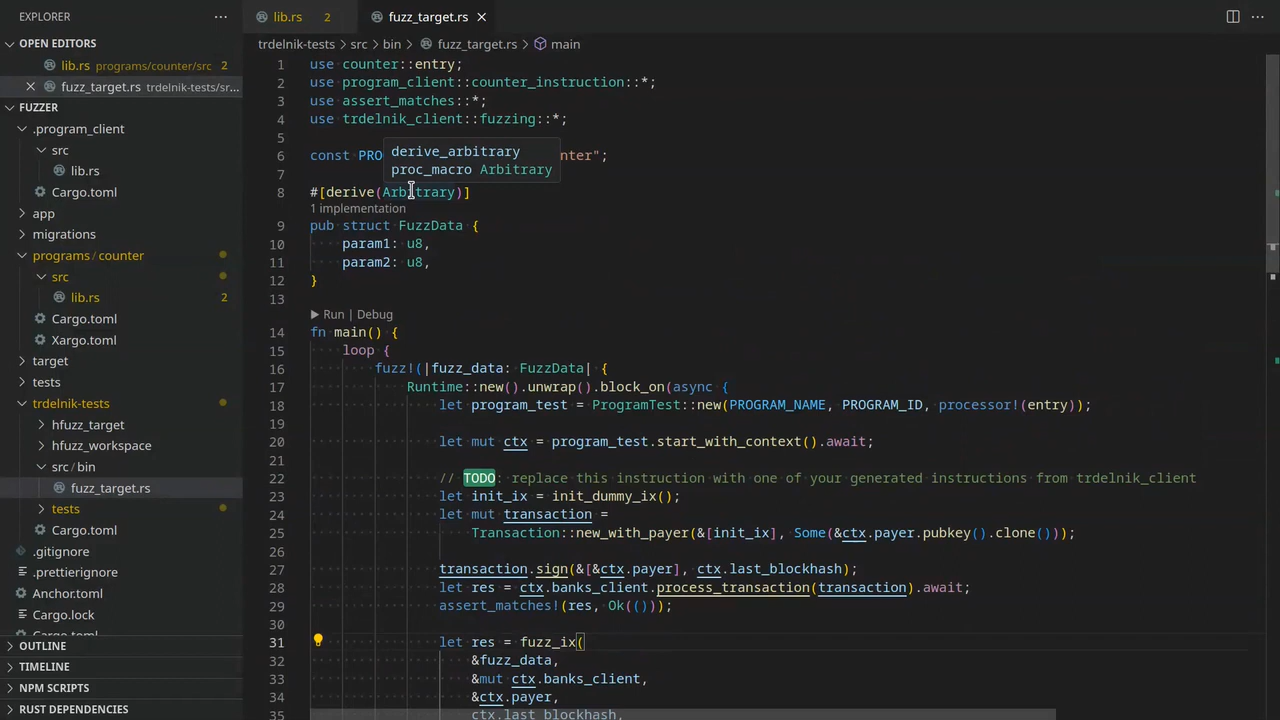 EXPLORER
OPEN EDITORS
lib.rs programs/counter/src 2
fuzz_target.rs trdelnik-tests/sr...
FUZZER
.program_client
src
lib.rs
Cargo.toml
app
migrations
programs/counter
src
lib.rs 2
Cargo.toml
Xargo.toml
target
tests
trdelnik-tests
hfuzz_target
hfuzz_workspace
src/bin
fuzz_target.rs
tests
Cargo.toml
.gitignore
.prettierignore
Anchor.toml
Cargo.lock
Cargo.toml
OUTLINE
TIMELINE
NPM SCRIPTS
RUST DEPENDENCIES
lib.rs 2
fuzz_target.rs
trdelnik-tests > src > bin > fuzz_target.rs > main
1 use counter::entry;
2 use program_client::counter_instruction::*;
3 use assert_matches::*;
4 use trdelnik_client::fuzzing::*;
5
6 const PRO nter";
derive_arbitrary
proc_macro Arbitrary
7
8 #[derive(Arbitrary)]
1 implementation
9 pub struct FuzzData {
10 param1: u8,
11 param2: u8,
12 }
13
Run | Debug
14 fn main() {
15 loop {
16 fuzz!(|fuzz_data: FuzzData| {
17 Runtime::new().unwrap().block_on(async {
18 let program_test = ProgramTest::new(PROGRAM_NAME, PROGRAM_ID, processor!(entry));
19
20 let mut ctx = program_test.start_with_context().await;
21
22 // TODO: replace this instruction with one of your generated instructions from trdelnik_client
23 let init_ix = init_dummy_ix();
24 let mut transaction =
25 Transaction::new_with_payer(&[init_ix], Some(&ctx.payer.pubkey().clone()));
26
27 transaction.sign(&[&ctx.payer], ctx.last_blockhash);
28 let res = ctx.banks_client.process_transaction(transaction).await;
29 assert_matches!(res, Ok(()));
30
31 let res = fuzz_ix(
32 &fuzz_data,
33 &mut ctx.banks_client,
34 &ctx.payer,
35 ctx.last_blockhash,